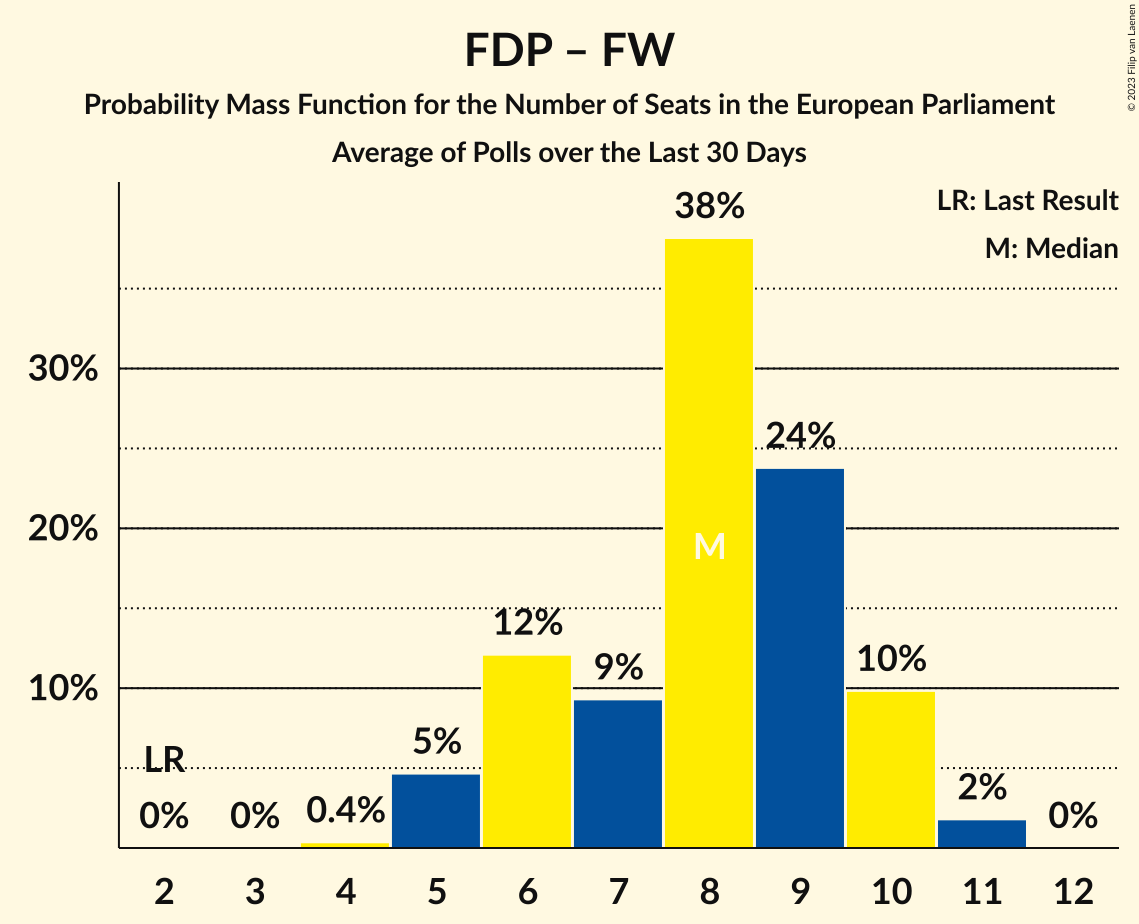 FDP – FW
Probability Mass Function for the Number of Seats in the European Parliament
Average of Polls over the Last 30 Days
© 2023 Filip van Laenen
LR: Last Result
M: Median
38%
30%
24%
20%
M
12%
9%
10%
10%
5%
LR
0%
0%
0.4%
2%
0%
2 3 4 5 6 7 8 9 10 11 12